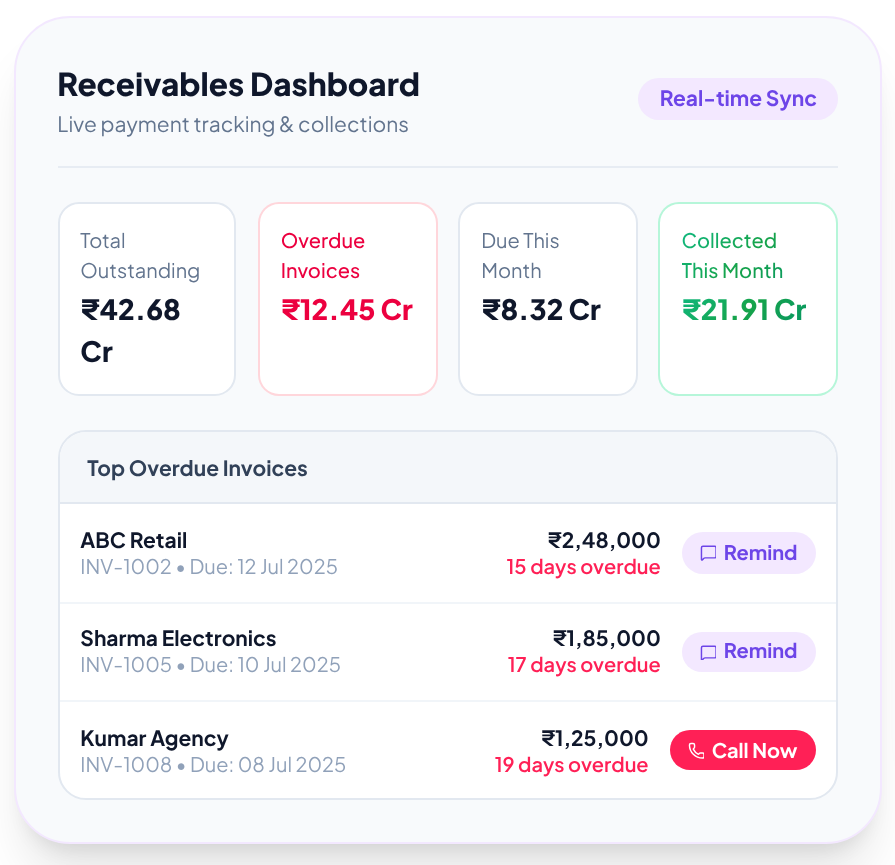 Receivables Dashboard
Live payment tracking & collections
Real-time Sync
Total
Outstanding
₹42.68
Cr
Overdue
Invoices
₹12.45 Cr
Due This
Month
₹8.32 Cr
Collected
This Month
₹21.91 Cr
Top Overdue Invoices
ABC Retail
INV-1002 • Due: 12 Jul 2025
₹2,48,000
15 days overdue
Remind
Sharma Electronics
INV-1005 • Due: 10 Jul 2025
₹1,85,000
17 days overdue
Remind
Kumar Agency
INV-1008 • Due: 08 Jul 2025
₹1,25,000
19 days overdue
Call Now